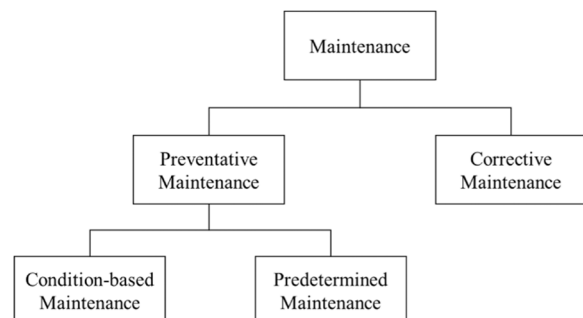 Maintenance
Preventative
Maintenance
Corrective
Maintenance
Condition-based
Maintenance
Predetermined
Maintenance